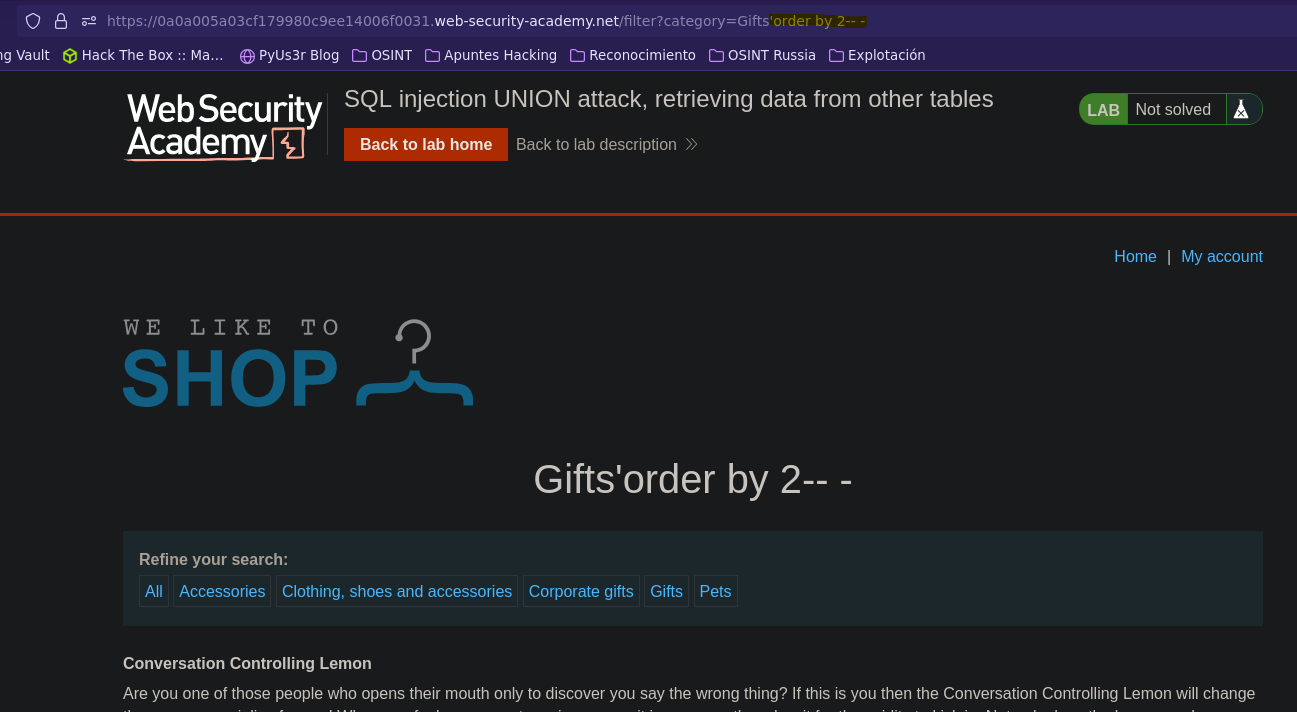 https://0a0a005a03cf179980c9ee14006f0031.web-security-academy.net/filter?category=Gifts'order by 2-- -
ng Vault Hack The Box :: Ma… PyUs3r Blog OSINT Apuntes Hacking Reconocimiento OSINT Russia Explotación
WebSecurity
Academy
SQL injection UNION attack, retrieving data from other tables
Back to lab home Back to lab description
LAB Not solved
Home | My account
WE LIKE TO
SHOP
Gifts'order by 2-- -
Refine your search:
All Accessories Clothing, shoes and accessories Corporate gifts Gifts Pets
Conversation Controlling Lemon
Are you one of those people who opens their mouth only to discover you say the wrong thing? If this is you then the Conversation Controlling Lemon will change